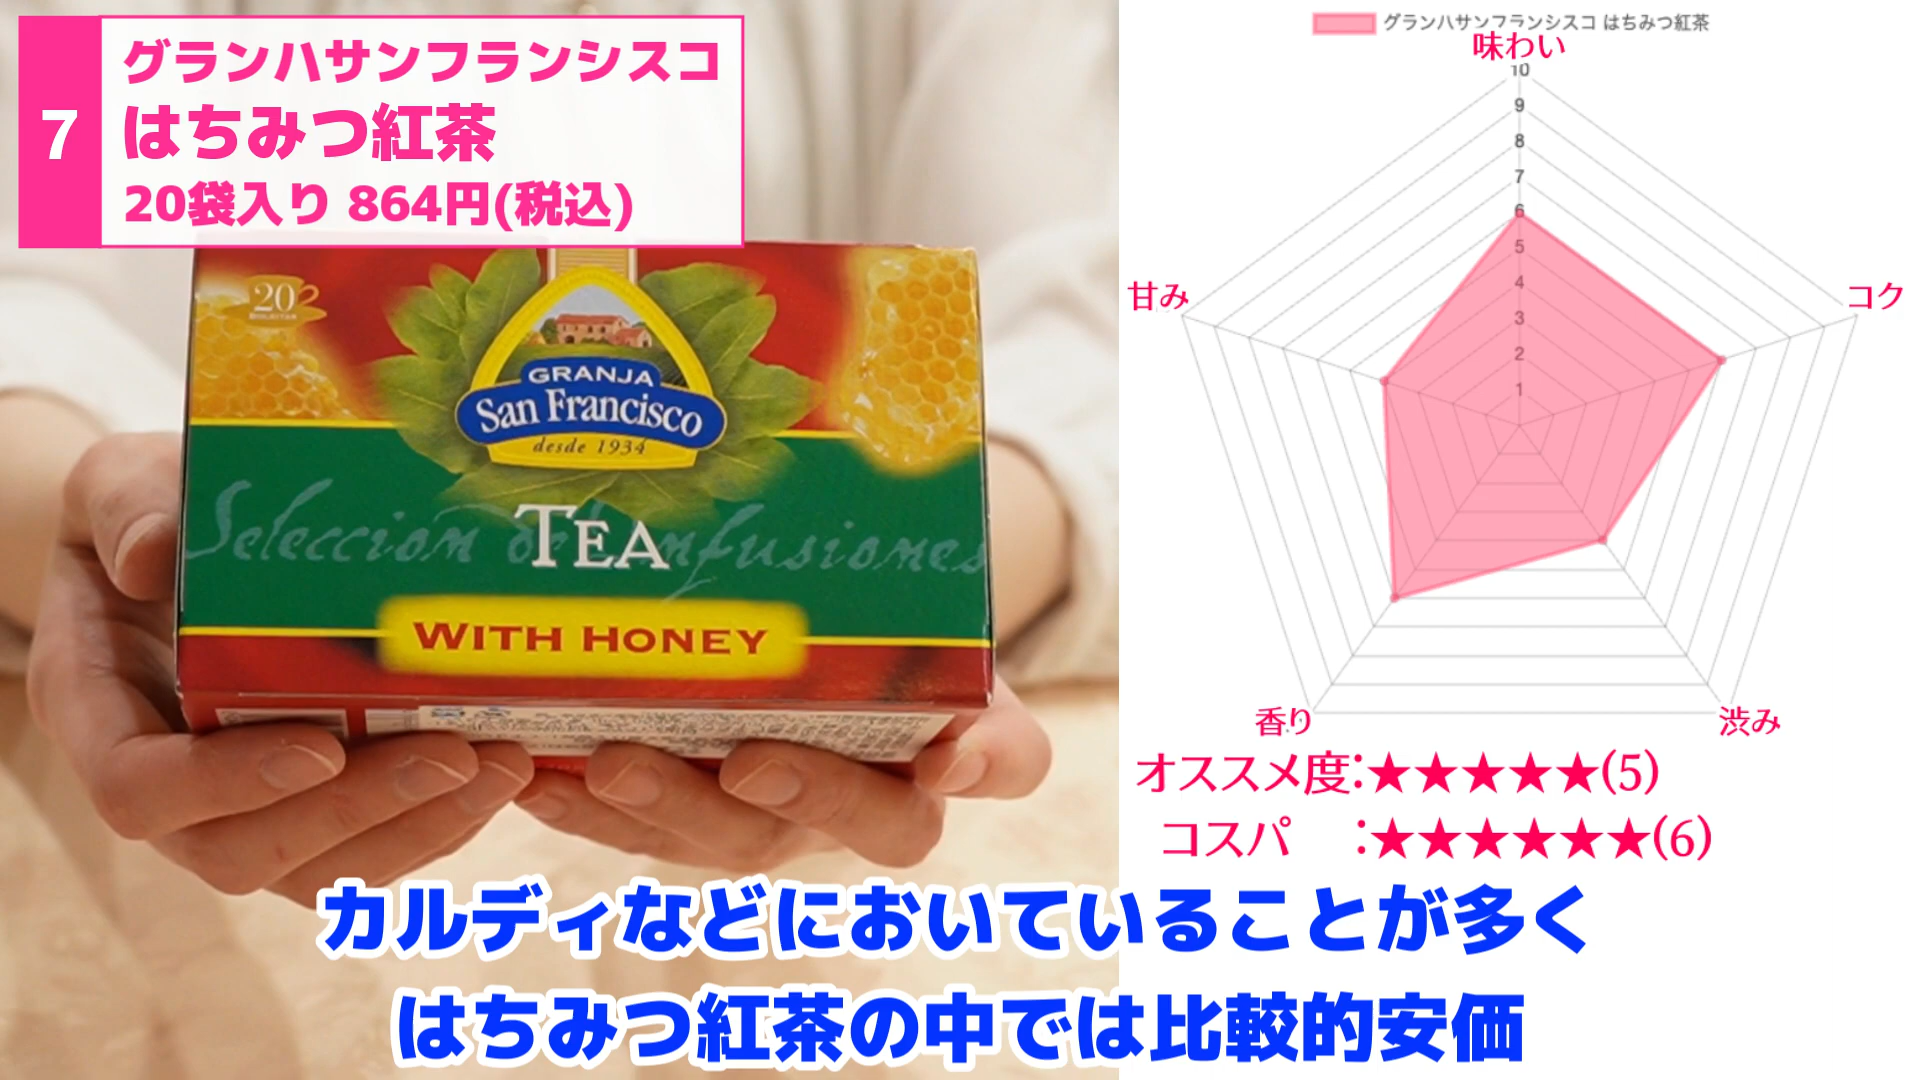 7
グランハサンフランシスコ
はちみつ紅茶
20袋入り 864円(税込)
20
GRANJA
San Francisco
desde 1934
Selección de Infusiones
TEA
WITH HONEY
グランハサンフランシスコ はちみつ紅茶
味わい
10
9
8
7
6
5
4
3
2
1
甘み
コク
香り
渋み
オススメ度:★★★★★(5)
コスパ :★★★★★★(6)
カルディなどにおいていることが多く
はちみつ紅茶の中では比較的安価